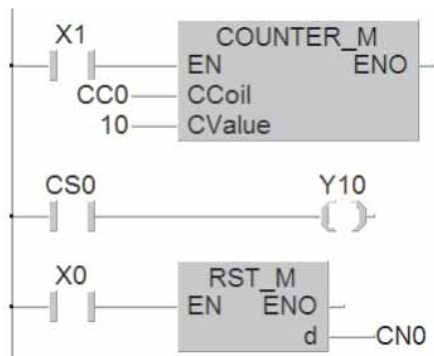 X1 COUNTER_M
EN ENO
CC0 CCoil
10 CValue
CS0 Y10
X0 RST_M
EN ENO
d CN0